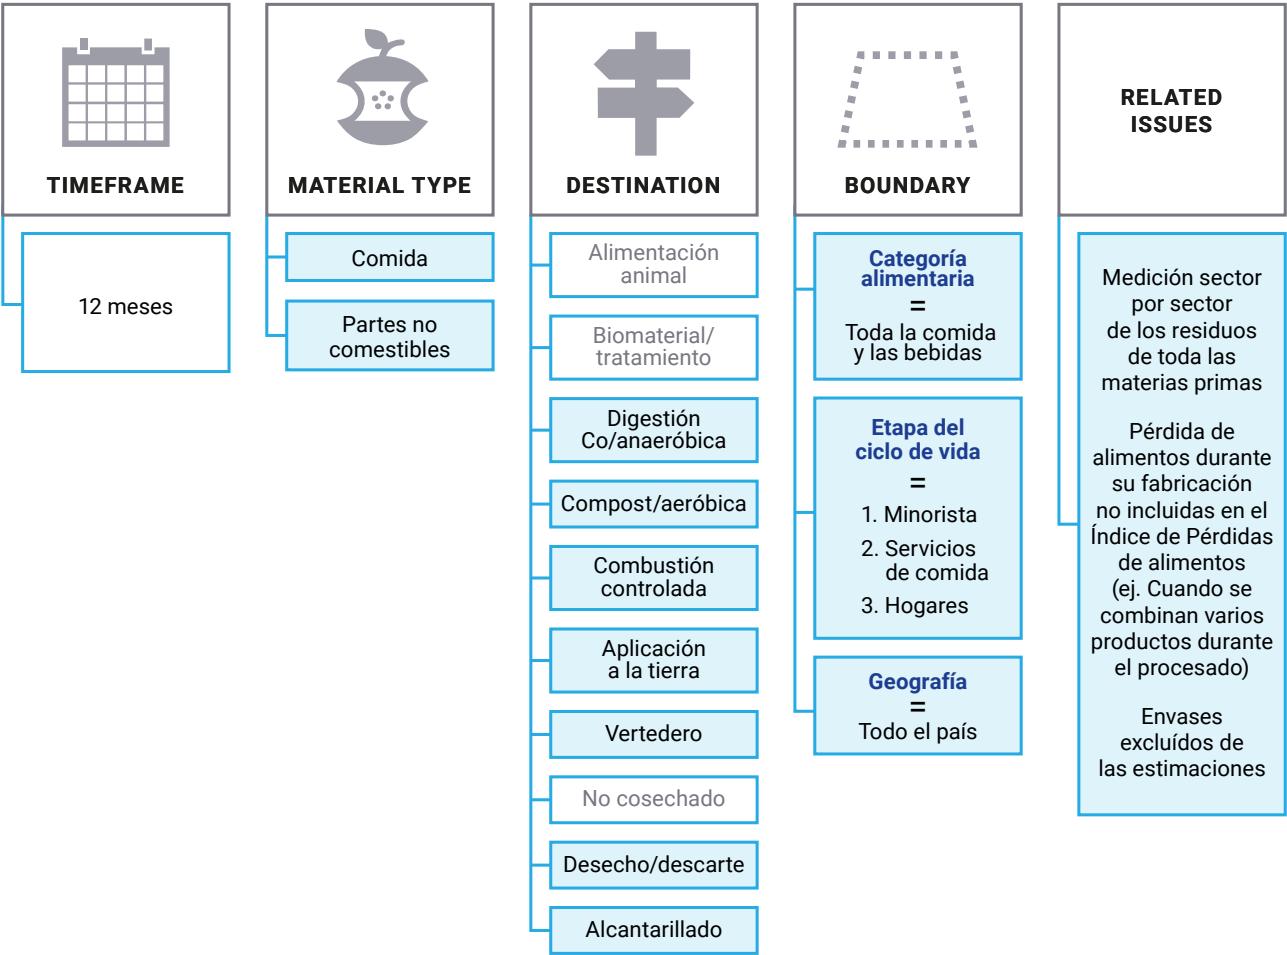 TIMEFRAME
12 meses
MATERIAL TYPE
Comida
Partes no
comestibles
DESTINATION
Alimentación
animal
Biomaterial/
tratamiento
Digestión
Co/anaeróbica
Compost/aeróbica
Combustión
controlada
Aplicación
a la tierra
Vertedero
No cosechado
Desecho/descarte
Alcantarillado
BOUNDARY
Categoría
alimentaria
=
Toda la comida
y las bebidas
Etapa del
ciclo de vida
=
1. Minorista
2. Servicios
de comida
3. Hogares
Geografía
=
Todo el país
RELATED
ISSUES
Medición sector
por sector
de los residuos
de toda las
materias primas
Pérdida de
alimentos durante
su fabricación
no incluidas en el
Índice de Pérdidas
de alimentos
(ej. Cuando se
combinan varios
productos durante
el procesado)
Envases
excluídos de
las estimaciones